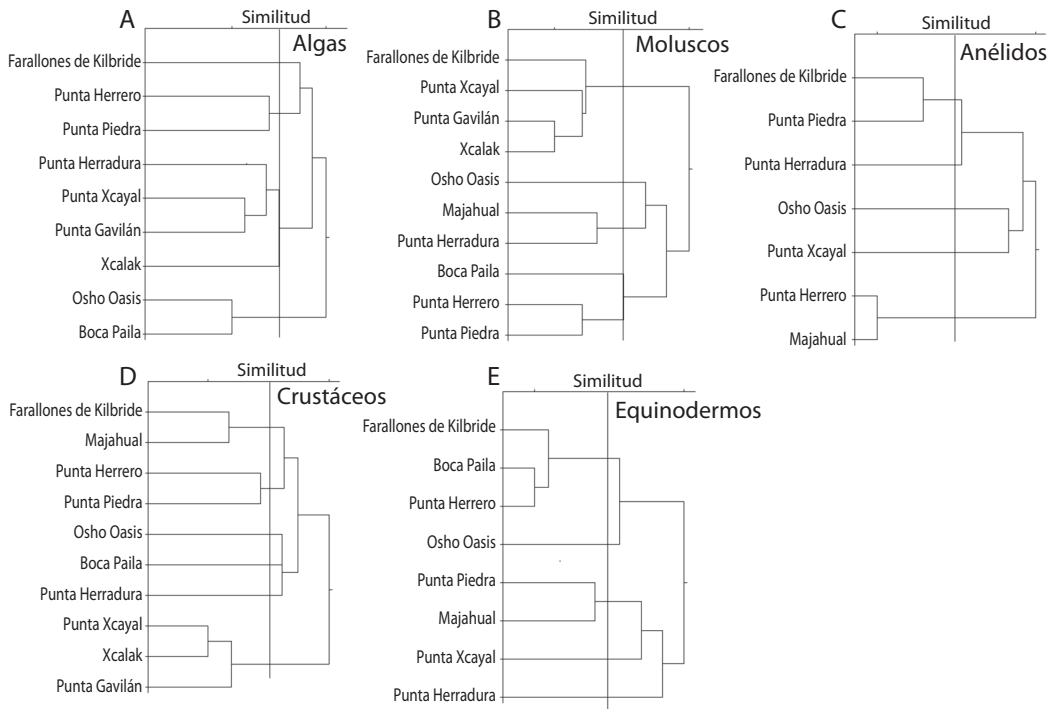 A
Similitud
Algas
Farallones de Kilbride
Punta Herrero
Punta Piedra
Punta Herradura
Punta Xcayal
Punta Gavilán
Xcalak
Osho Oasis
Boca Paila
B
Similitud
Moluscos
Farallones de Kilbride
Punta Xcayal
Punta Gavilán
Xcalak
Osho Oasis
Majahual
Punta Herradura
Boca Paila
Punta Herrero
Punta Piedra
C
Similitud
Anélidos
Farallones de Kilbride
Punta Piedra
Punta Herradura
Osho Oasis
Punta Xcayal
Punta Herrero
Majahual
D
Similitud
Crustáceos
Farallones de Kilbride
Majahual
Punta Herrero
Punta Piedra
Osho Oasis
Boca Paila
Punta Herradura
Punta Xcayal
Xcalak
Punta Gavilán
E
Similitud
Equinodermos
Farallones de Kilbride
Boca Paila
Punta Herrero
Osho Oasis
Punta Piedra
Majahual
Punta Xcayal
Punta Herradura